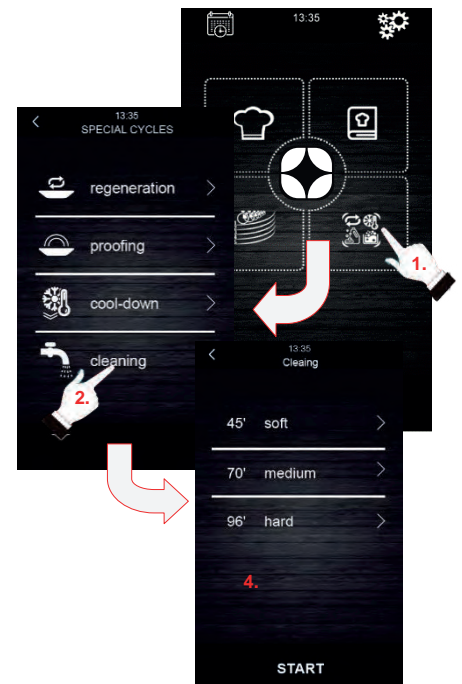 13:35
1.
13:35
SPECIAL CYCLES
regeneration
proofing
cool-down
cleaning
2.
13:35
Cleaing
45' soft
70' medium
96' hard
4.
START